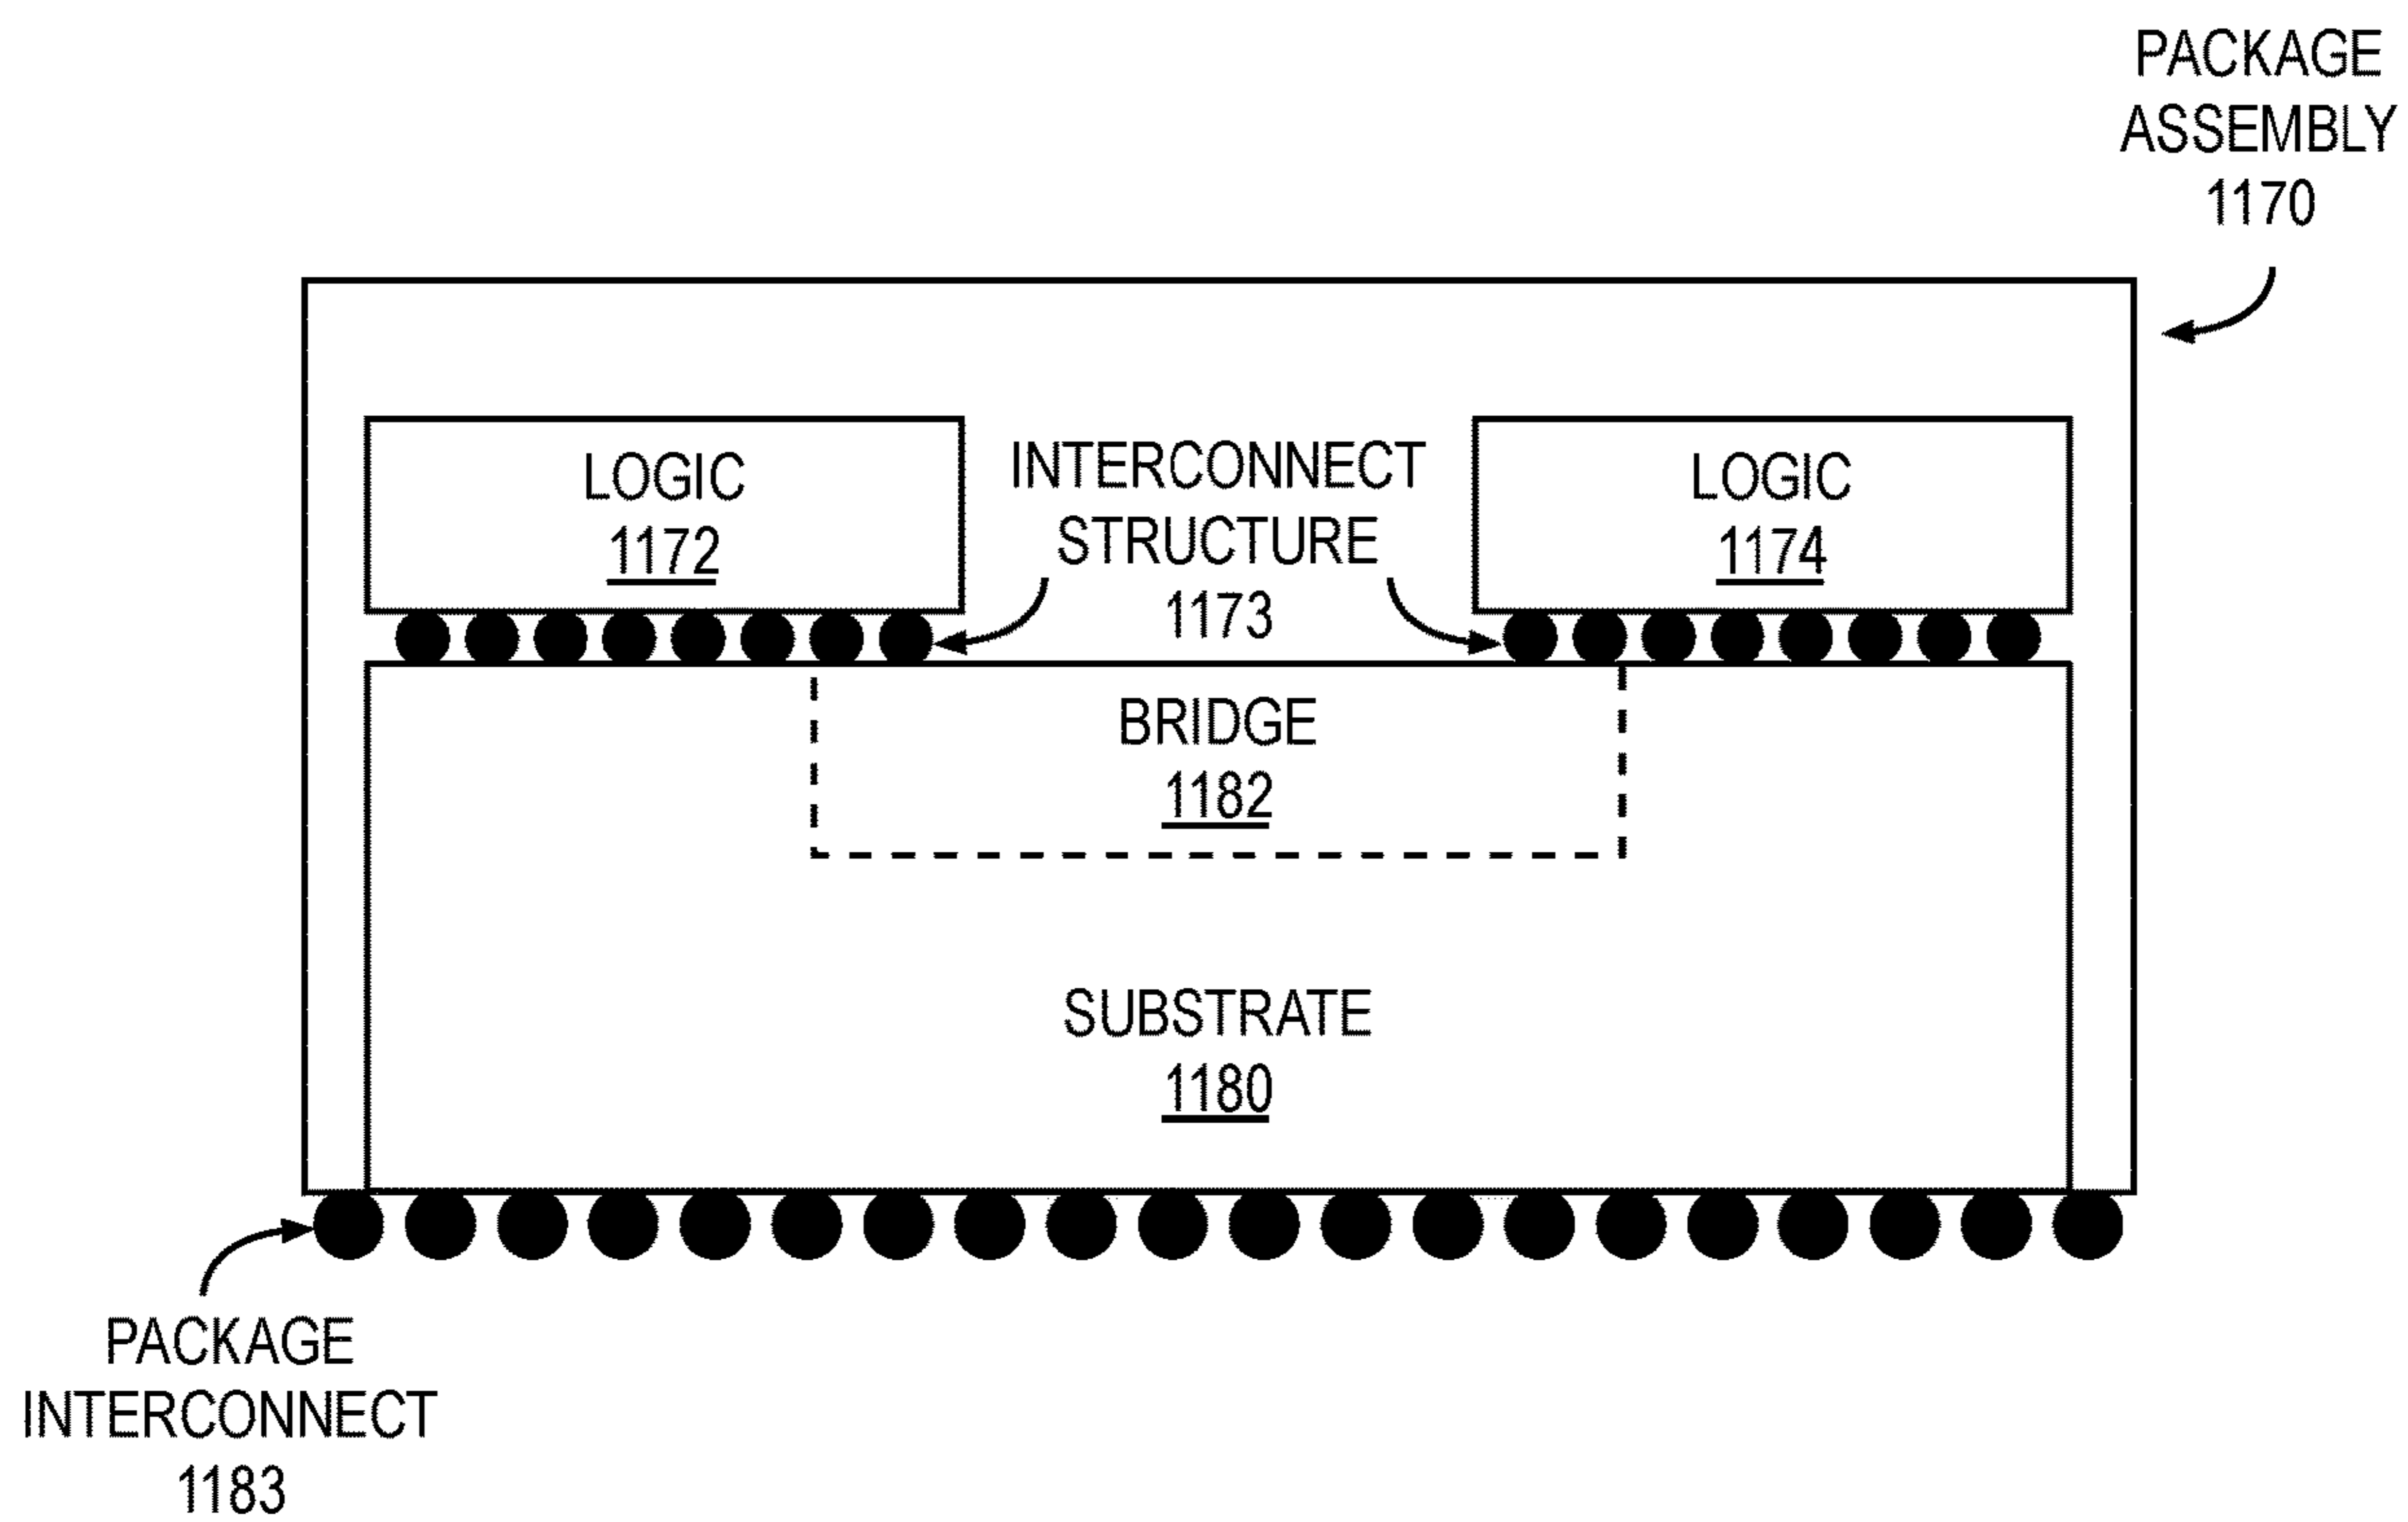 PACKAGE
ASSEMBLY
1170
LOGIC
1172
INTERCONNECT
STRUCTURE
1173
LOGIC
1174
BRIDGE
1182
SUBSTRATE
1180
PACKAGE
INTERCONNECT
1183